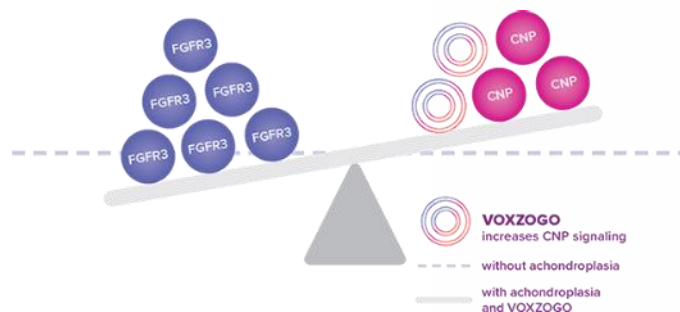 FGFR3
CNP
FGFR3
FGFR3
CNP
CNP
FGFR3
FGFR3
FGFR3
VOXZOGO
increases CNP signaling
without achondroplasia
with achondroplasia
and VOXZOGO